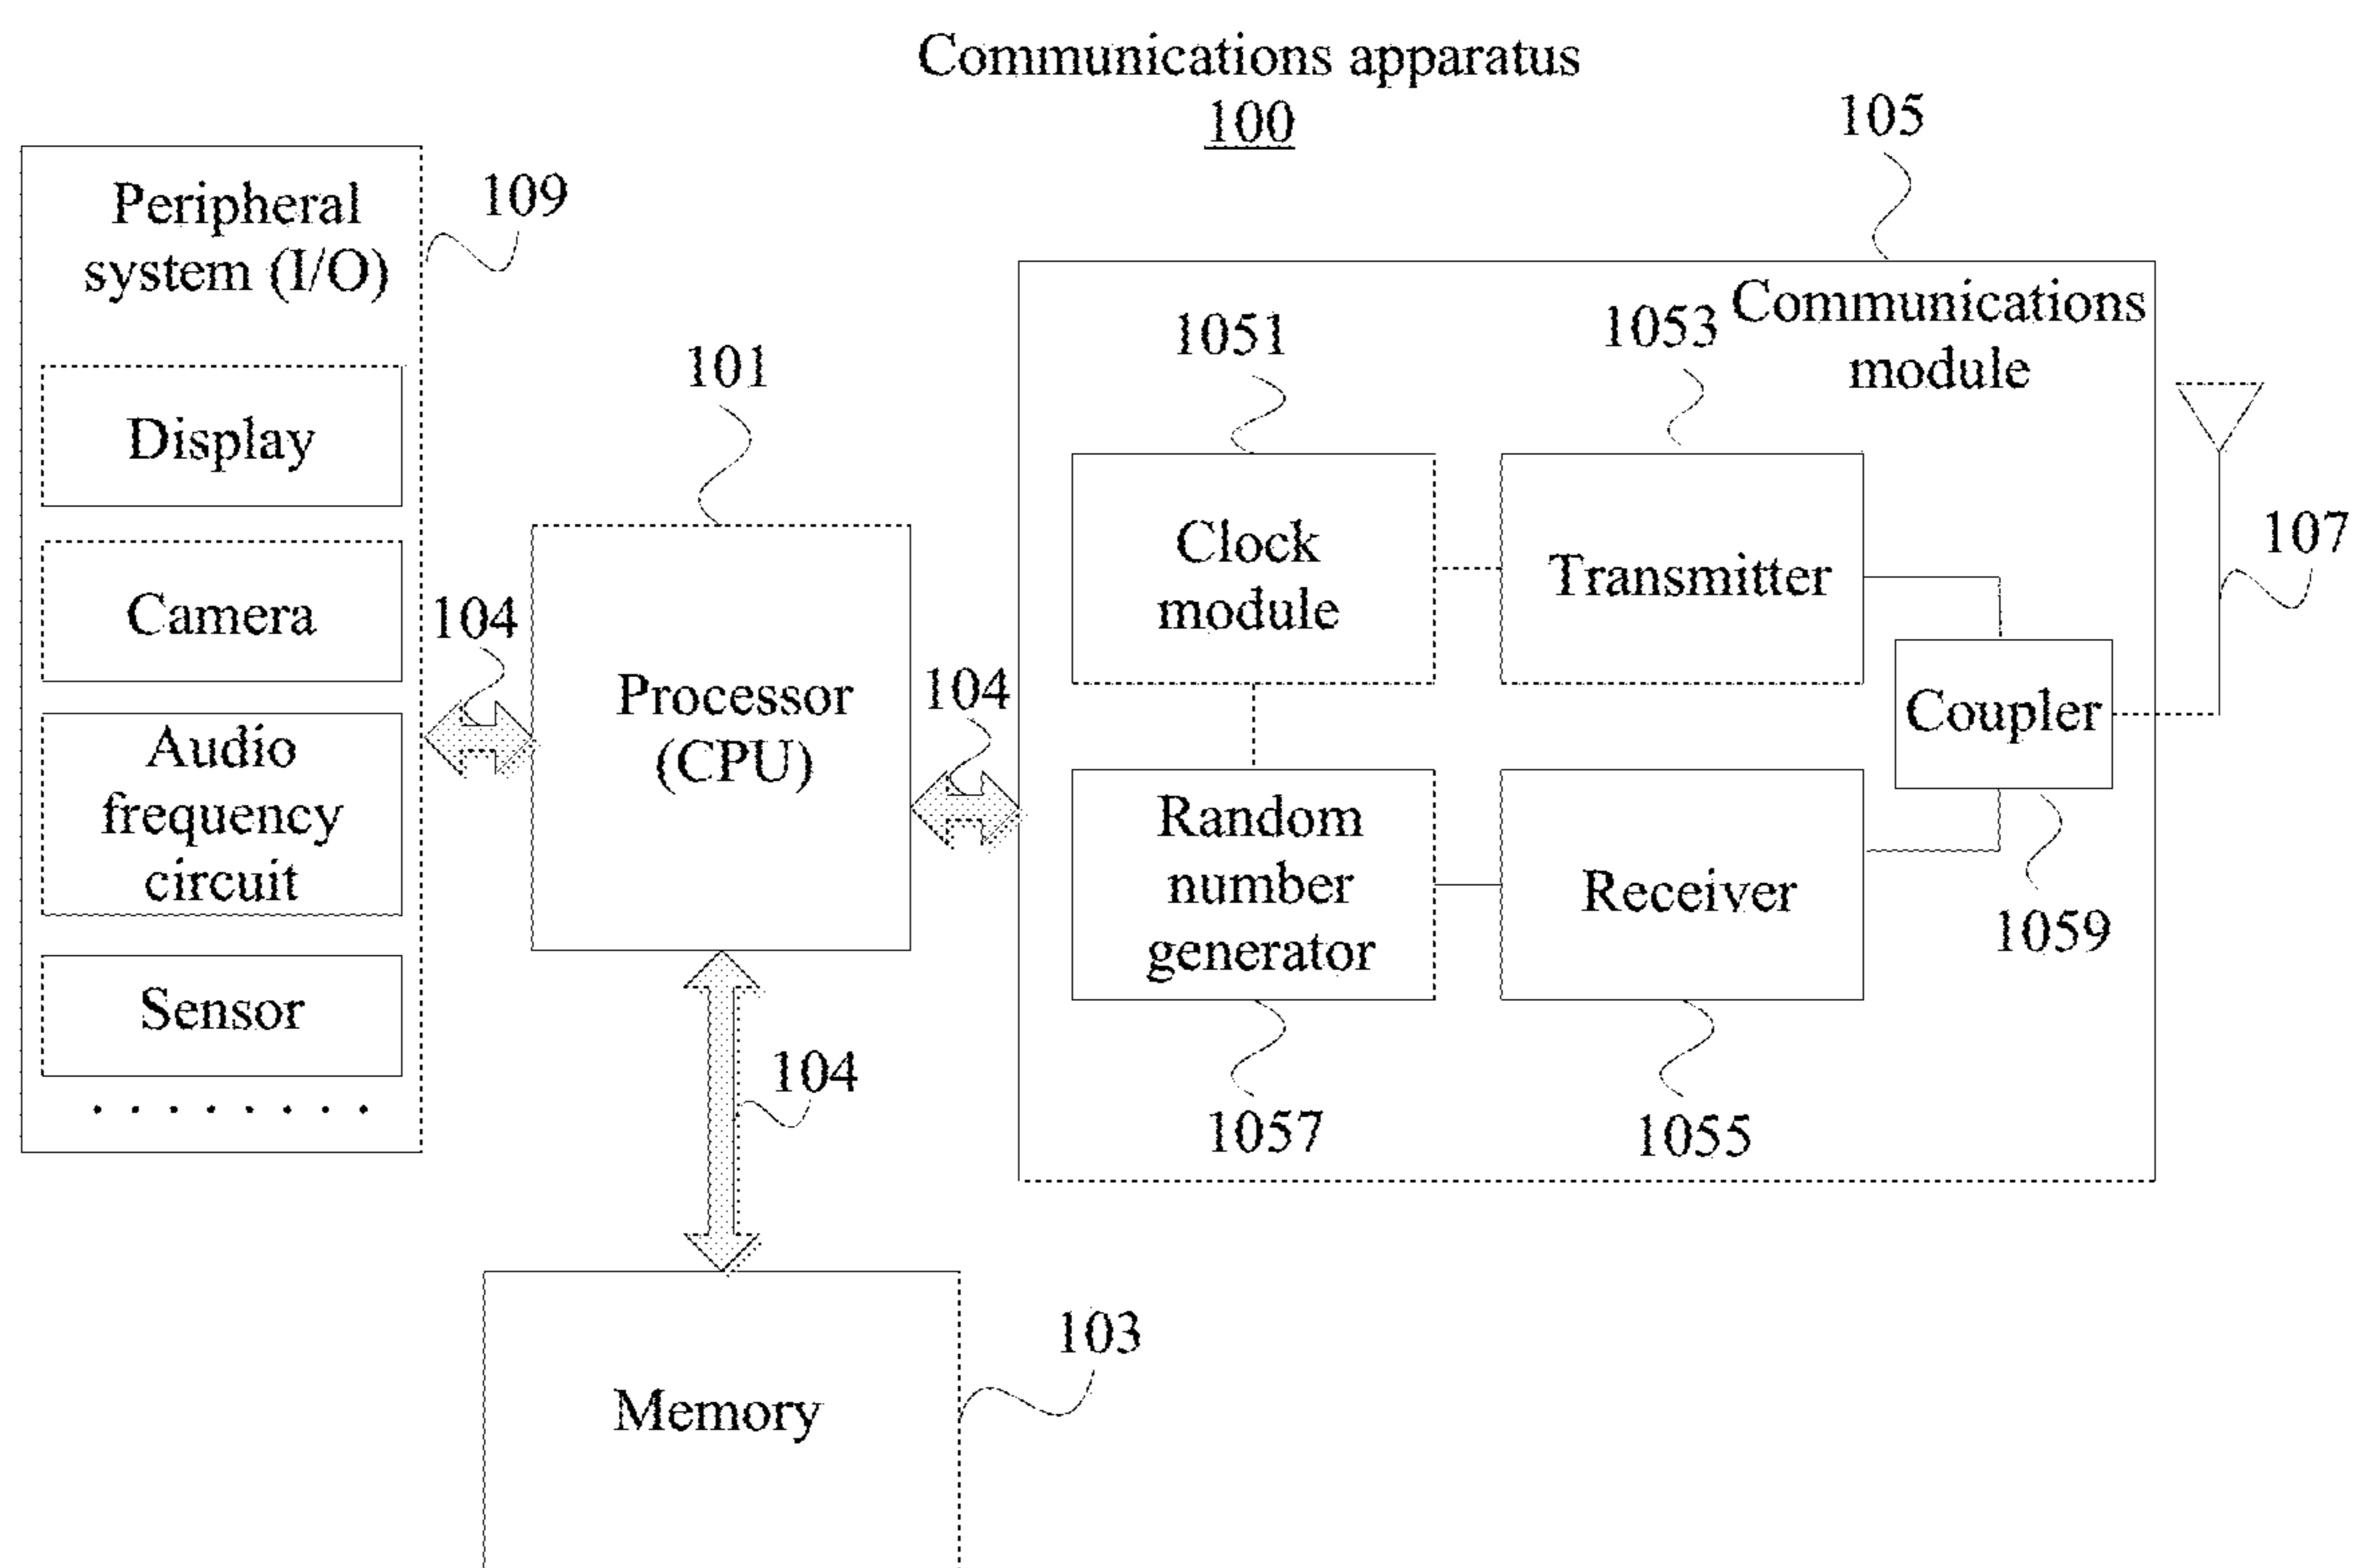 Communications apparatus
100
105
Peripheral
system (I/O)
109
Display
Camera
Audio
frequency
circuit
Sensor
. . . . . . . .
104
101
Processor
(CPU)
104
104
Communications
module
1051
1053
Clock
module
Transmitter
Coupler
107
Random
number
generator
Receiver
1059
1057
1055
Memory
103